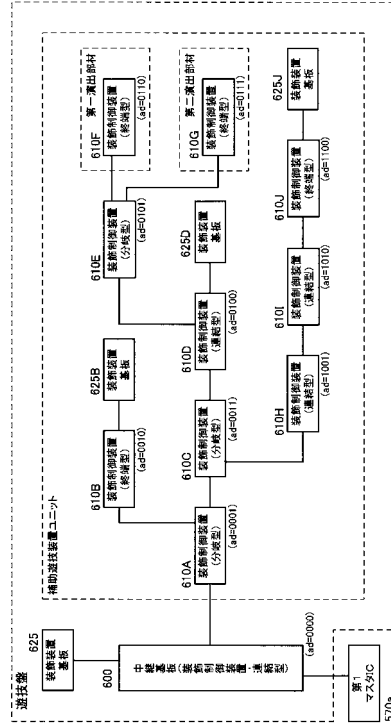 遊技盤
625
装飾装置
基板
600
中継基板(装飾制御装置・連結型)
(ad=0000)
第1
マスタIC
570a
補助遊技装置ユニット
610A
装飾制御装置
(分岐型)
(ad=0001)
610B
装飾制御装置
(終端型)
(ad=0010)
625B
装飾装置
基板
610C
装飾制御装置
(分岐型)
(ad=0011)
610D
装飾制御装置
(連結型)
(ad=0100)
625D
装飾装置
基板
610E
装飾制御装置
(分岐型)
(ad=0101)
第一演出部材
610F
装飾制御装置
(終端型)
(ad=0110)
第二演出部材
610G
装飾制御装置
(終端型)
(ad=0111)
610H
装飾制御装置
(連結型)
(ad=1001)
610I
装飾制御装置
(連結型)
(ad=1010)
610J
装飾制御装置
(終端型)
(ad=1100)
625J
装飾装置
基板